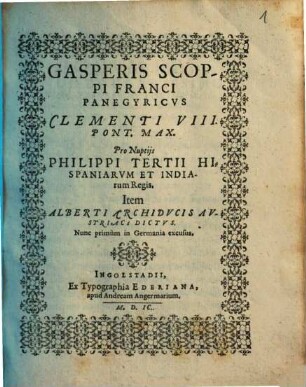 1
GASPERIS SCOP-
PI FRANCI
PANEGYRICVS
CLEMENTI VIII.
PONT. MAX.
Pro Nuptijs
PHILIPPI TERTII HI-
SPANIARVM ET INDIA-
rum Regis.
Item
ALBERTI ARCHIDVCIS AV-
STRIACI DICTVS.
Nunc primùm in Germania excusus.
INGOLSTADII,
Ex Typographia EDERIANA,
apud Andream Angermarium.
M. D. IC.